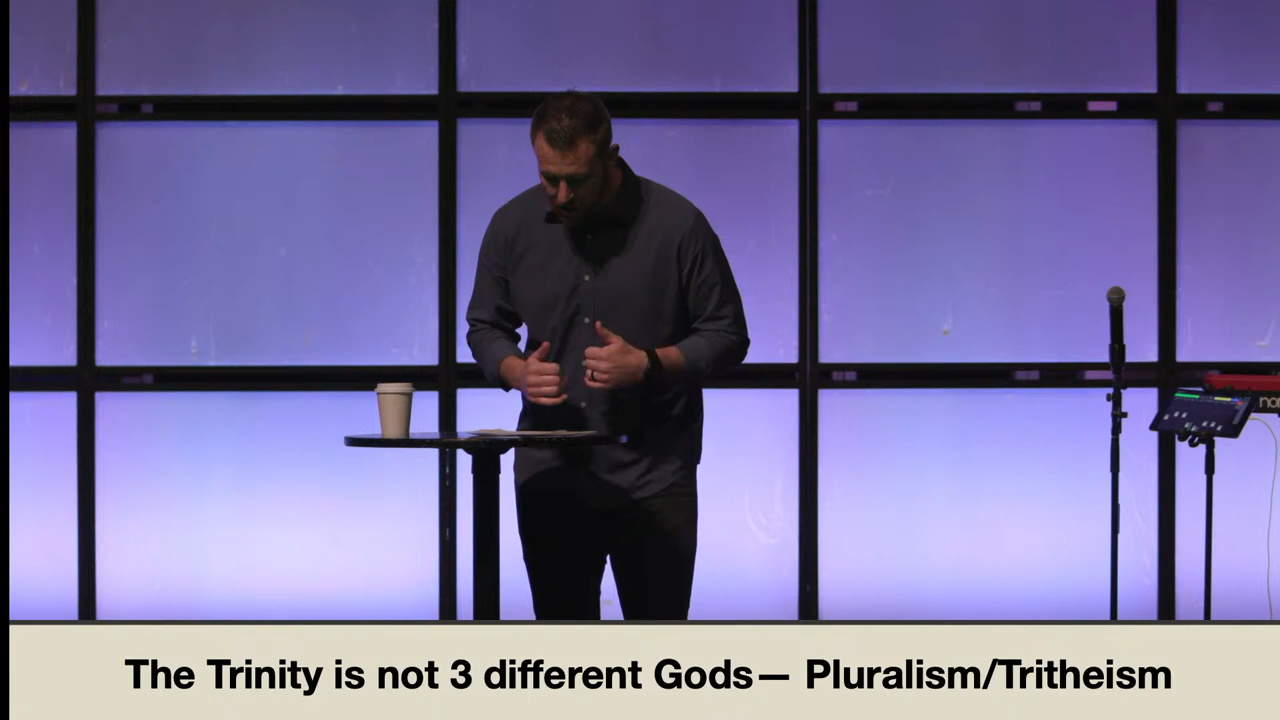 The Trinity is not 3 different Gods— Pluralism/Tritheism